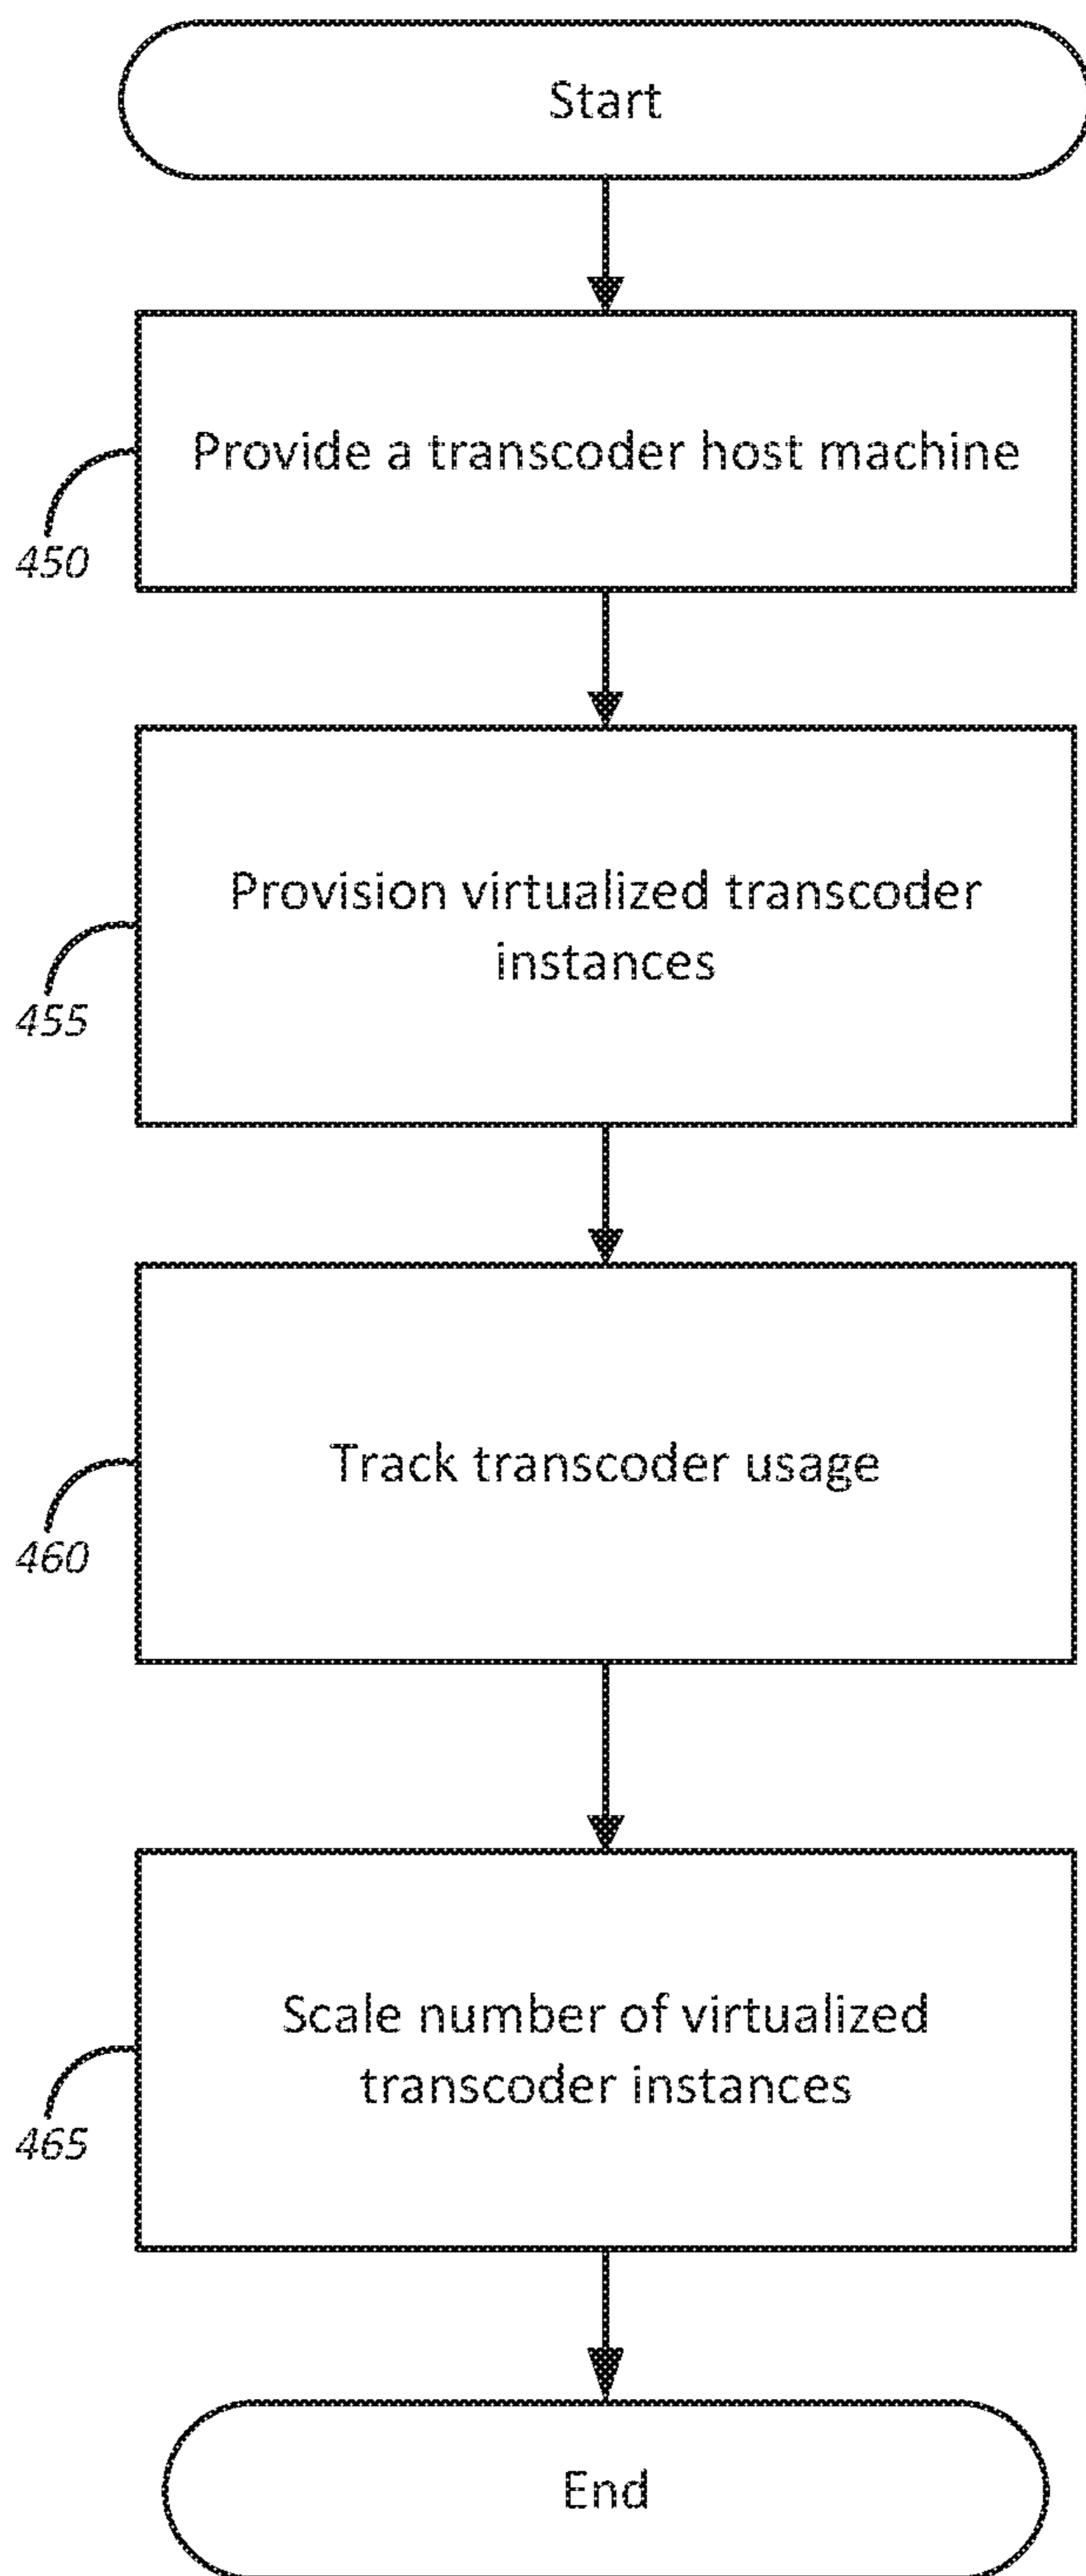 Start
Provide a transcoder host machine
450
Provision virtualized transcoder
instances
455
Track transcoder usage
460
Scale number of virtualized
transcoder instances
465
End